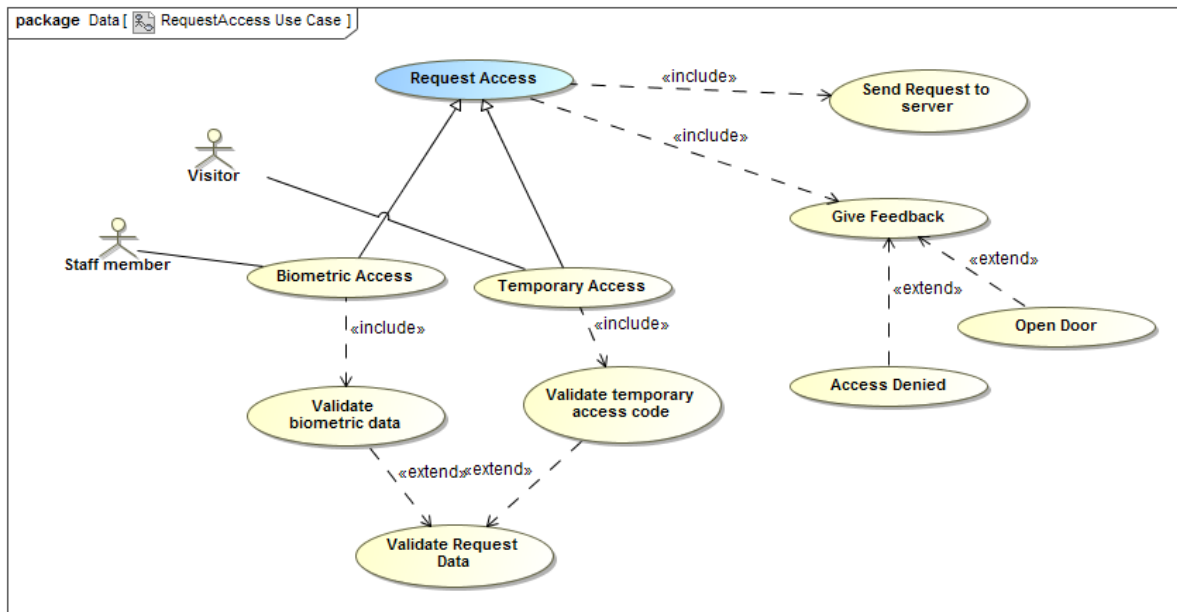 package Data [ RequestAccess Use Case ]
Request Access
«include»
Send Request to
server
«include»
Visitor
Give Feedback
Staff member
Biometric Access
Temporary Access
«extend»
«extend»
«include»
«include»
Open Door
Access Denied
Validate
biometric data
Validate temporary
access code
«extend»
«extend»
Validate Request
Data